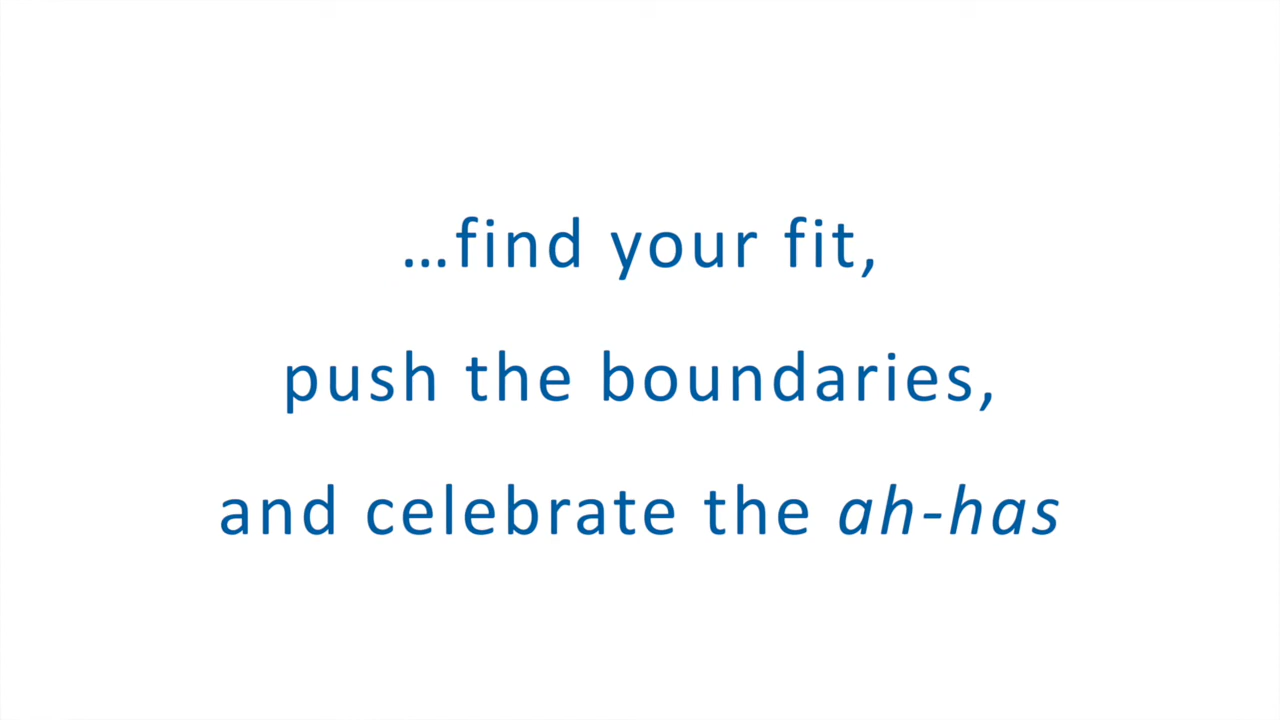 …find your fit,
push the boundaries,
and celebrate the ah-has